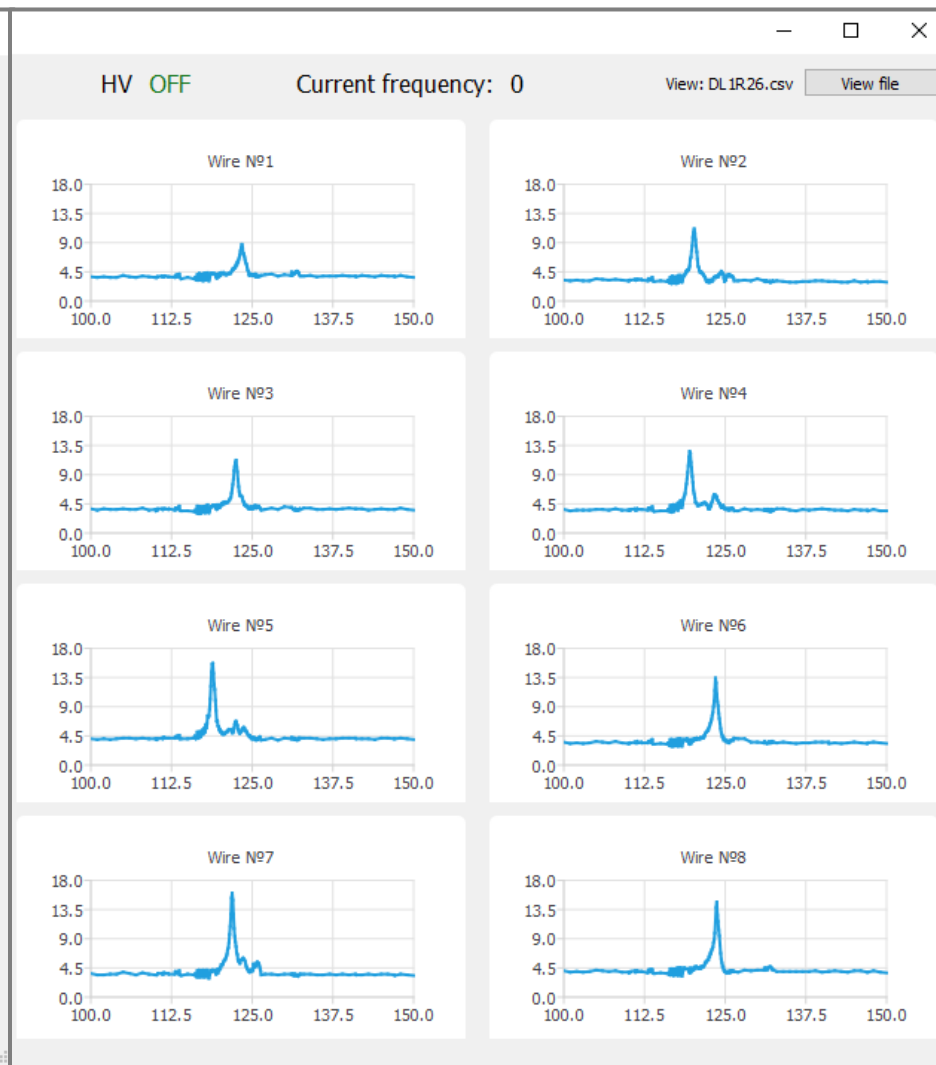 HV OFF Current frequency: 0 View: DL1R26.csv View file
Wire №1
18.0
13.5
9.0
4.5
0.0
100.0 112.5 125.0 137.5 150.0
Wire №2
18.0
13.5
9.0
4.5
0.0
100.0 112.5 125.0 137.5 150.0
Wire №3
18.0
13.5
9.0
4.5
0.0
100.0 112.5 125.0 137.5 150.0
Wire №4
18.0
13.5
9.0
4.5
0.0
100.0 112.5 125.0 137.5 150.0
Wire №5
18.0
13.5
9.0
4.5
0.0
100.0 112.5 125.0 137.5 150.0
Wire №6
18.0
13.5
9.0
4.5
0.0
100.0 112.5 125.0 137.5 150.0
Wire №7
18.0
13.5
9.0
4.5
0.0
100.0 112.5 125.0 137.5 150.0
Wire №8
18.0
13.5
9.0
4.5
0.0
100.0 112.5 125.0 137.5 150.0